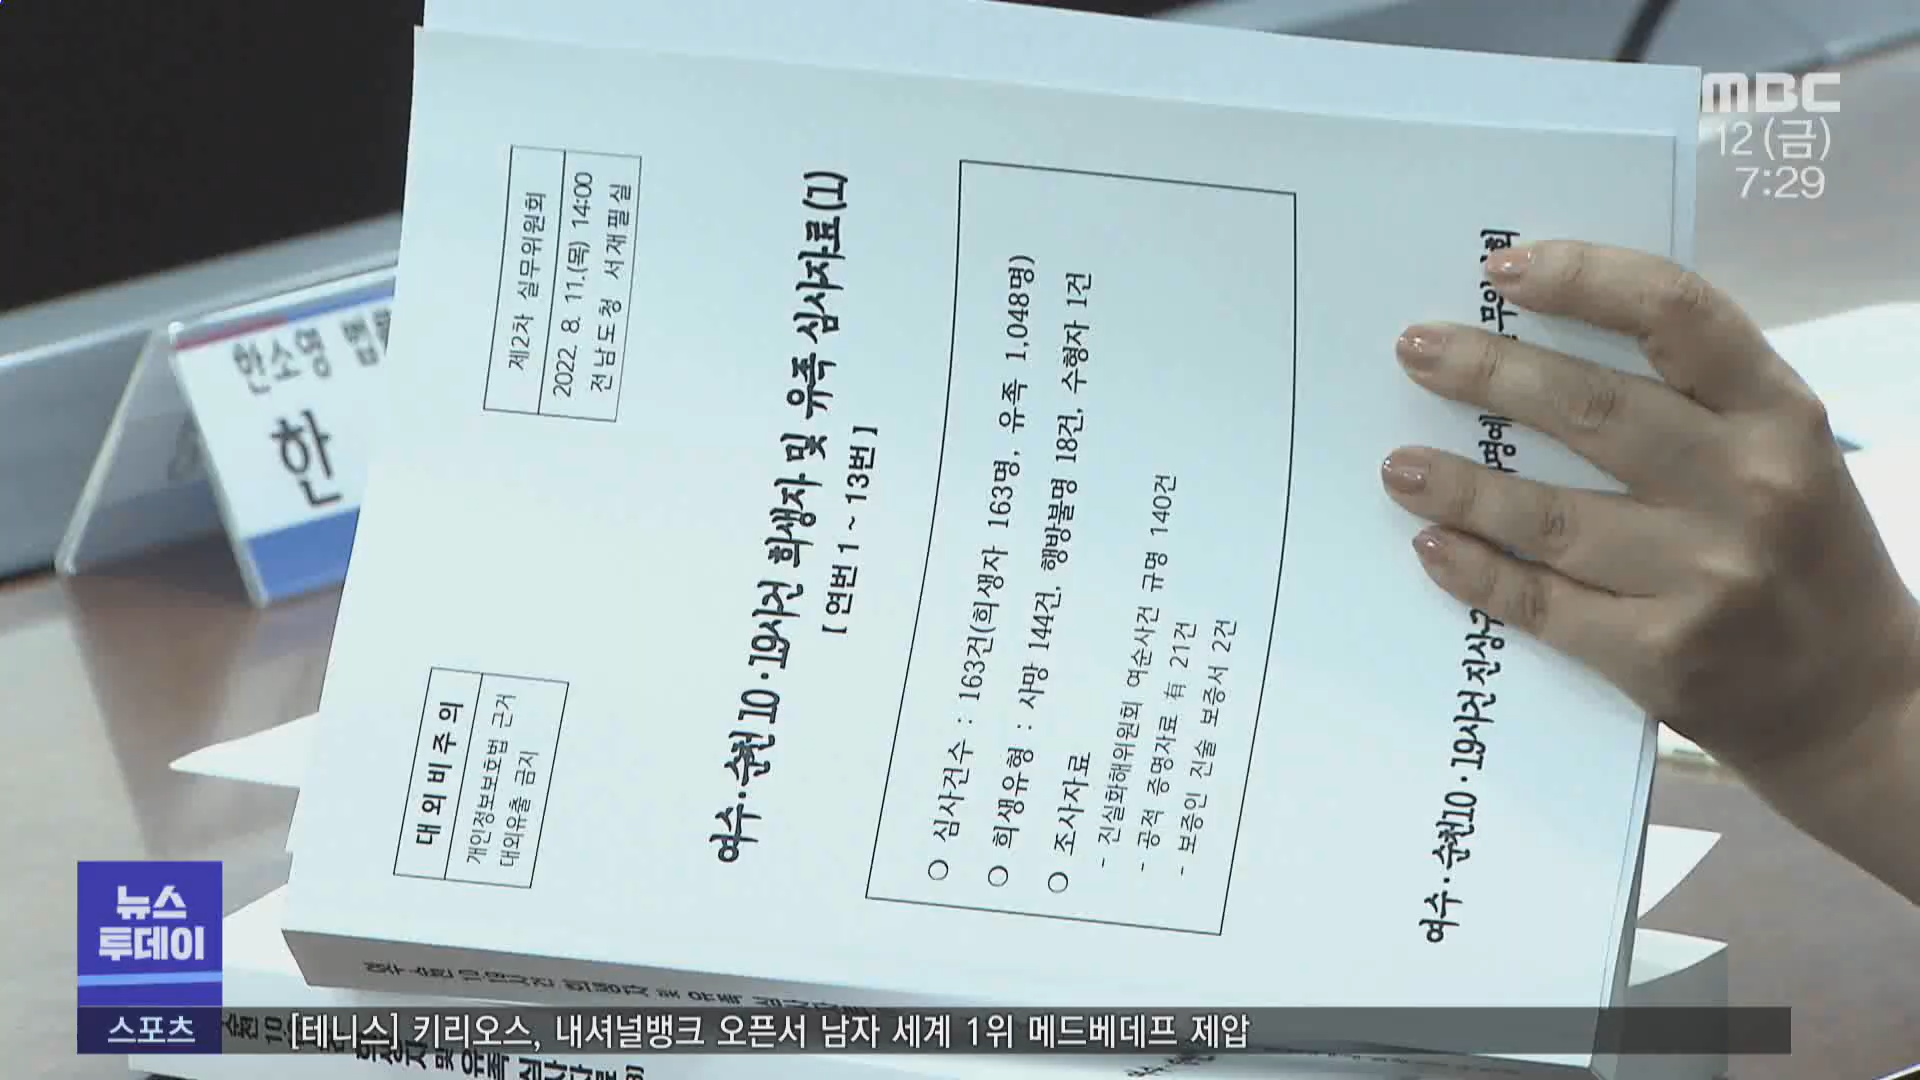 MBC
12 (금)
7:29
대 외 비 주 의
개인정보보호법 근거
대외유출 금지
제2차 실무위원회
2022. 8. 11.(목) 14:00
전남도청 서재필실
여수·순천 10·19사건 희생자 및 유족 심사자료(1)
[ 연번 1 ~ 13번 ]
○ 심사건수 : 163건(희생자 163명, 유족 1,048명)
○ 희생유형 : 사망 144건, 행방불명 18건, 수형자 1건
○ 조사자료
- 진실화해위원회 여순사건 규명 140건
- 공적 증명자료 有 21건
- 보증인 진술 보증서 2건
여수·순천10·19사건 진상규
한소영
한
뉴스
투데이
스포츠
[테니스] 키리오스, 내셔널뱅크 오픈서 남자 세계 1위 메드베데프 제압